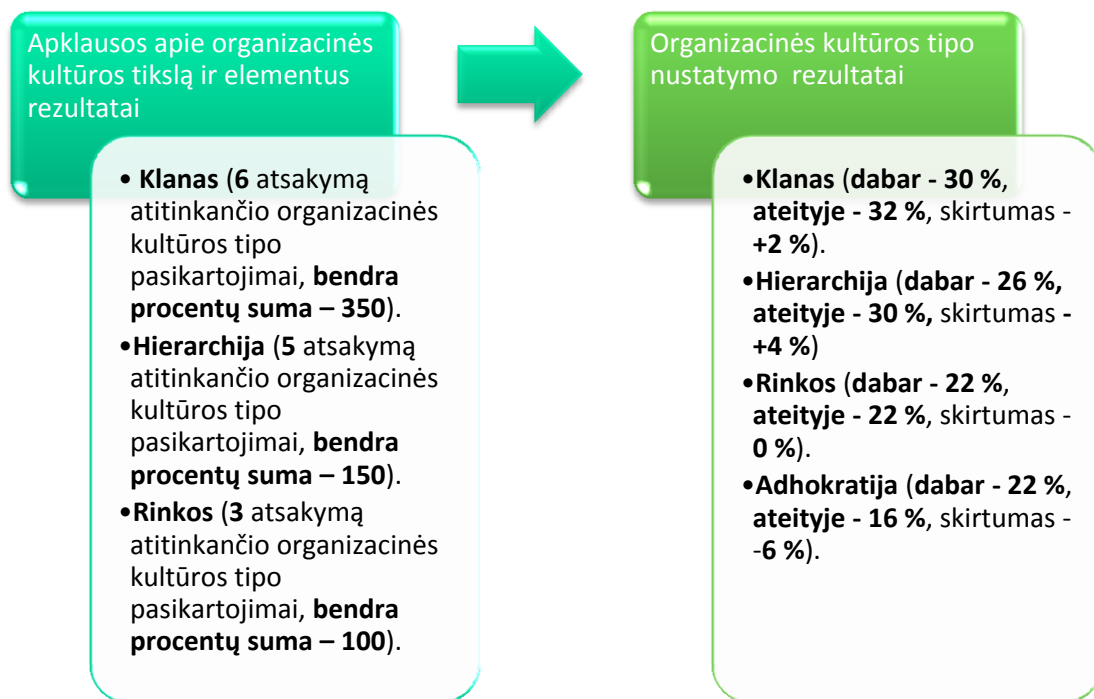 Apklausos apie organizacinės
kultūros tikslą ir elementus
rezultatai
• Klanas (6 atsakymą
atitinkančio organizacinės
kultūros tipo
pasikartojimai, bendra
procentų suma – 350).
•Hierarchija (5 atsakymą
atitinkančio organizacinės
kultūros tipo
pasikartojimai, bendra
procentų suma – 150).
•Rinkos (3 atsakymą
atitinkančio organizacinės
kultūros tipo
pasikartojimai, bendra
procentų suma – 100).
Organizacinės kultūros tipo
nustatymo rezultatai
•Klanas (dabar - 30 %,
ateityje - 32 %, skirtumas -
+2 %).
•Hierarchija (dabar - 26 %,
ateityje - 30 %, skirtumas -
+4 %)
•Rinkos (dabar - 22 %,
ateityje - 22 %, skirtumas -
0 %).
•Adhokratija (dabar - 22 %,
ateityje - 16 %, skirtumas -
-6 %).